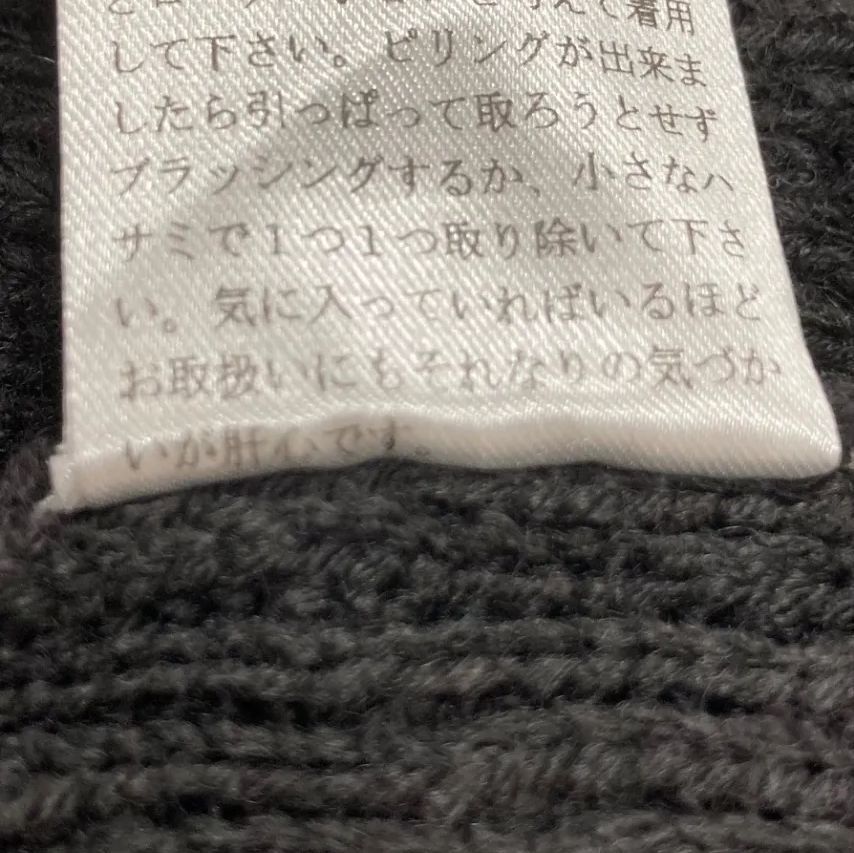 て着用
して下さい。ピリングが出来ま
したら引っぱって取ろうとせず
ブラッシングするか、小さなハ
サミで1つ1つ取り除いて下さ
い。気に入っていればいるほど
お取扱いにもそれなりの気づか
いが肝心です。